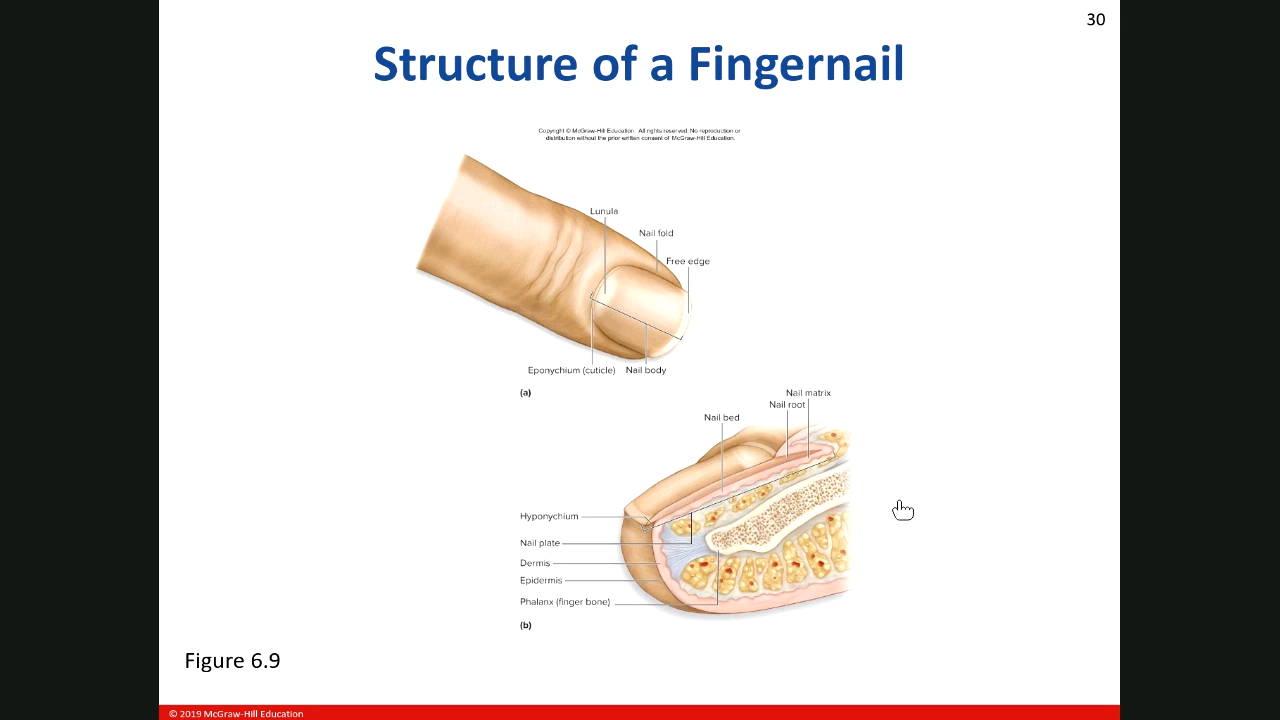 30
Structure of a Fingernail
Copyright © McGraw-Hill Education. All rights reserved. No reproduction or
distribution without the prior written consent of McGraw-Hill Education.
Lunula
Nail fold
Free edge
Eponychium (cuticle)
Nail body
(a)
Nail matrix
Nail root
Nail bed
Hyponychium
Nail plate
Dermis
Epidermis
Phalanx (finger bone)
(b)
Figure 6.9
© 2019 McGraw-Hill Education